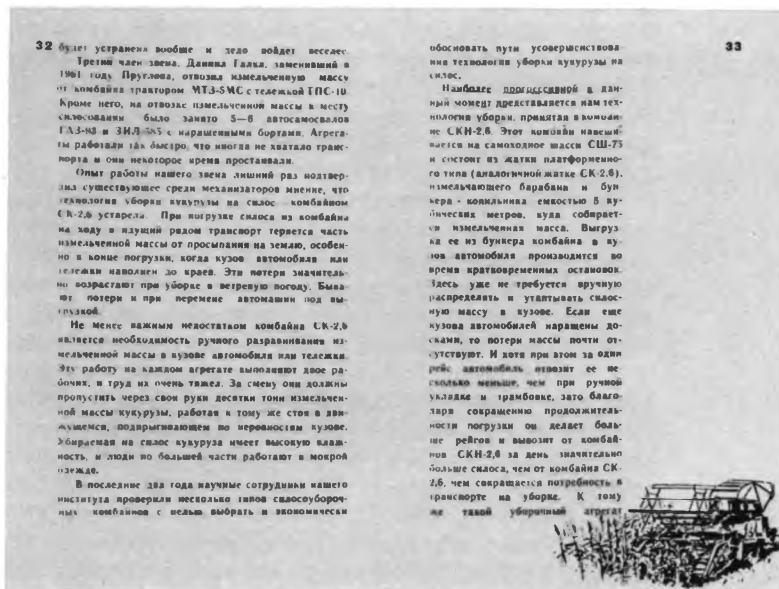 32
будет устранена вообще и дело пойдет веселее.
Третий член звена, Даниил Галка, заменивший в
1961 году Пруглова, отвозил измельченную массу
от комбайна трактором МТЗ-5МС с тележкой ТПС-10
Кроме него, на отвозке измельченной массы к месту
силосования было занято 5—6 автосамосвалов
ГАЗ-93 и ЗИЛ-585 с наращенными бортами. Агрега-
ты работали так быстро, что иногда не хватало транс-
порта и они некоторое время простаивали.
Опыт работы нашего звена лишний раз подтвер-
дил существующее среди механизаторов мнение, что
технология уборки кукурузы на силос комбайном
СК-2,6 устарела. При погрузке силоса из комбайна
на ходу в идущий рядом транспорт теряется часть
измельченной массы от просыпания на землю, особен-
но в конце погрузки, когда кузов автомобиля или
тележки наполнен до краев. Эти потери значитель-
но возрастают при уборке в ветреную погоду. Быва-
ют потери и при перемене автомашин под вы-
грузкой.
Не менее важным недостатком комбайна СК-2,6
является необходимость ручного разравнивания из-
мельченной массы в кузове автомобиля или тележки.
Эту работу на каждом агрегате выполняют двое ра-
бочих, и труд их очень тяжел. За смену они должны
пропустить через свои руки десятки тонн измельчен-
ной массы кукурузы, работая к тому же стоя в дви-
жущемся, подпрыгивающем по неровностям кузове.
Убираемая на силос кукуруза имеет высокую влаж-
ность, и люди по большей части работают в мокрой
одежде.
В последние два года научные сотрудники нашего
института проверили несколько типов силосоубороч-
ных комбайнов с целью выбрать и экономически
33
обосновать пути усовершенствова-
ния технологии уборки кукурузы на
силос.
Наиболее прогрессивной в дан-
ный момент представляется нам тех-
нология уборки, принятая в комбай-
не СКН-2,6. Этот комбайн навеши-
вается на самоходное шасси СШ-75
и состоит из жатки платформенно-
го типа (аналогичной жатке СК-2,6).
измельчающего барабана и бун-
кера - копильника емкостью 8 ку-
бических метров, куда собирает-
ся измельченная масса. Выгруз-
ка ее из бункера комбайна в ку-
зов автомобиля производится во
время кратковременных остановок.
Здесь уже не требуется вручную
распределять и утаптывать силос-
ную массу в кузове. Если еще
кузова автомобилей наращены до-
сками, то потери массы почти от-
сутствуют. И хотя при этом за один
рейс автомобиль отвозит ее не-
сколько меньше, чем при ручной
укладке и трамбовке, зато благо-
даря сокращению продолжитель-
ности погрузки он делает боль-
ше рейсов и вывозит от комбай-
нов СКН-2,6 за день значительно
больше силоса, чем от комбайна СК-
2,6, чем сокращается потребность в
транспорте на уборке. К тому
же такой уборочный агрегат